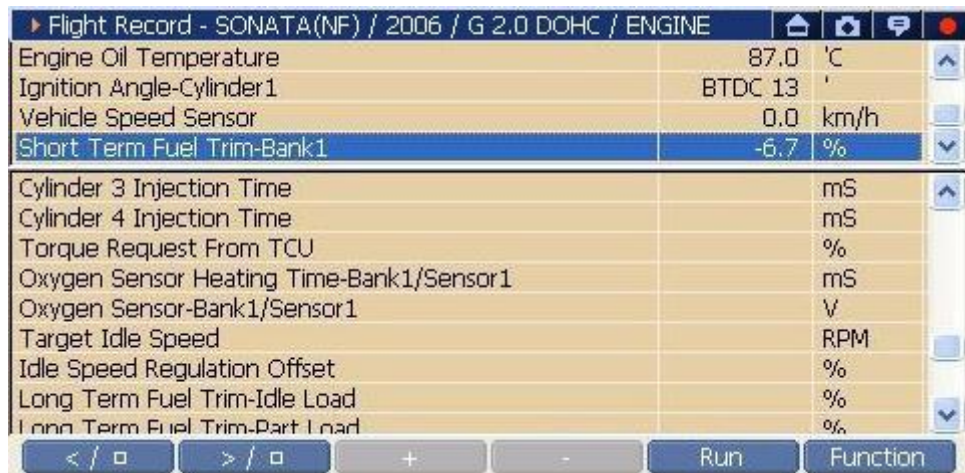 Flight Record - SONATA(NF) / 2006 / G 2.0 DOHC / ENGINE
Engine Oil Temperature 87.0 'C
Ignition Angle-Cylinder1 BTDC 13 '
Vehicle Speed Sensor 0.0 km/h
Short Term Fuel Trim-Bank1 -6.7 %
Cylinder 3 Injection Time mS
Cylinder 4 Injection Time mS
Torque Request From TCU %
Oxygen Sensor Heating Time-Bank1/Sensor1 mS
Oxygen Sensor-Bank1/Sensor1 V
Target Idle Speed RPM
Idle Speed Regulation Offset %
Long Term Fuel Trim-Idle Load %
Long Term Fuel Trim-Part Load %
< / □ > / □ + - Run Function